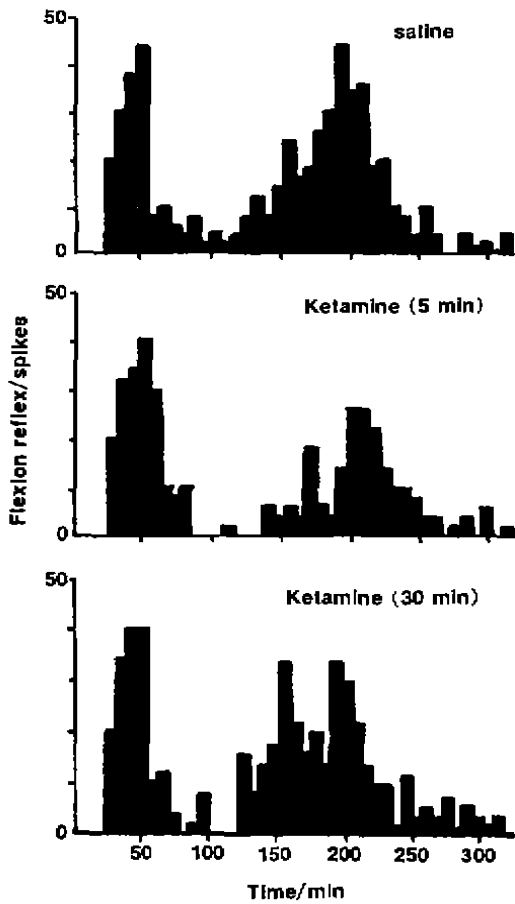 50
saline
0
50
Ketamine (5 min)
Flexion reflex/spikes
0
50
Ketamine (30 min)
0
50 100 150 200 250 300
Time/min